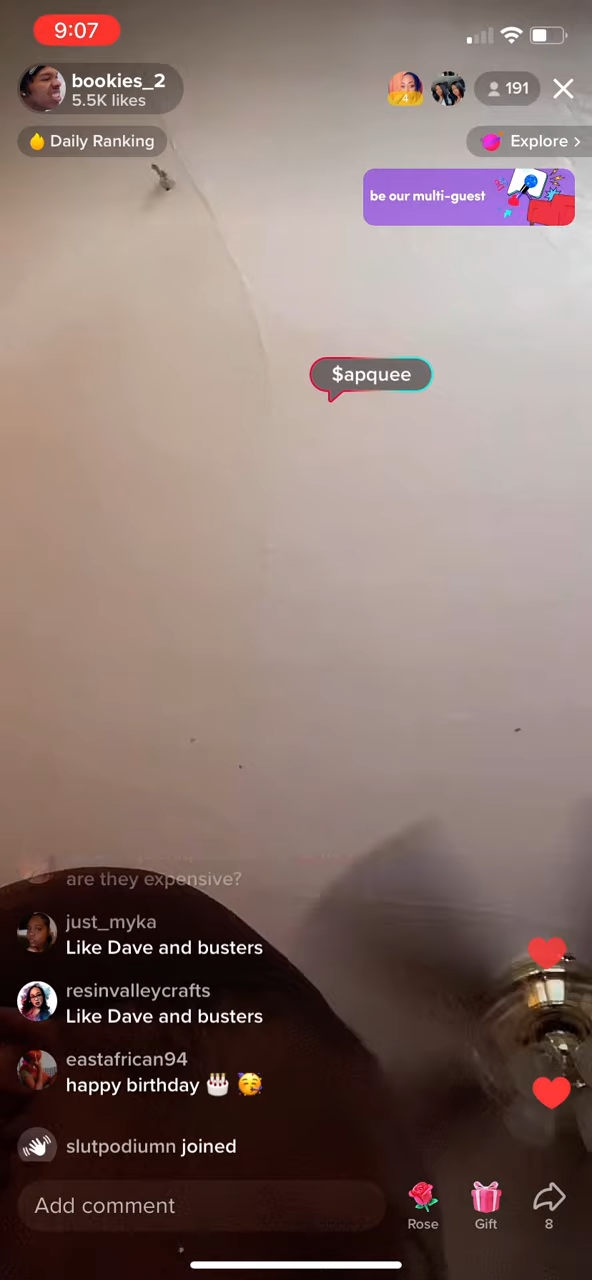 9:07
bookies_2
5.5K likes
4
191
Daily Ranking
Explore >
be our multi-guest
$apquee
are they expensive?
just_myka
Like Dave and busters
resinvalleycrafts
Like Dave and busters
eastafrican94
happy birthday 🎂 🥳
slutpodiumn joined
Add comment
Rose
Gift
8